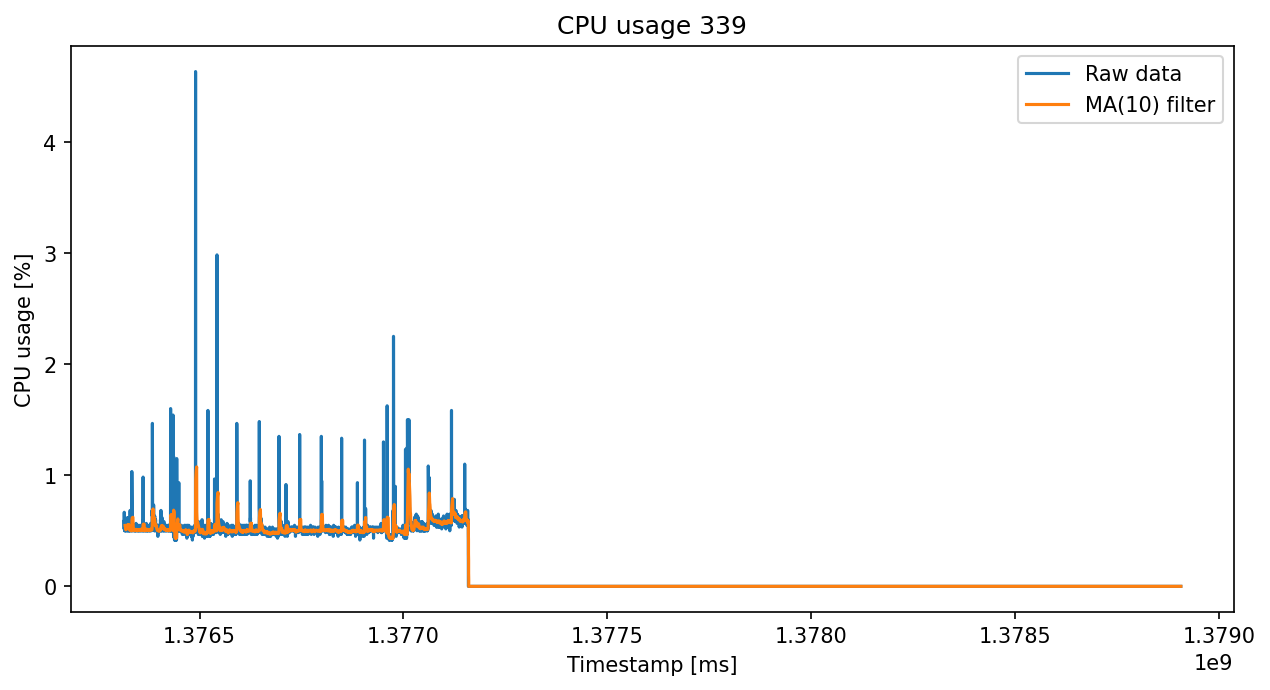 CPU usage 339
Raw data
MA(10) filter
CPU usage [%]
4
3
2
1
0
1.3765 1.3770 1.3775 1.3780 1.3785 1.3790
1e9
Timestamp [ms]